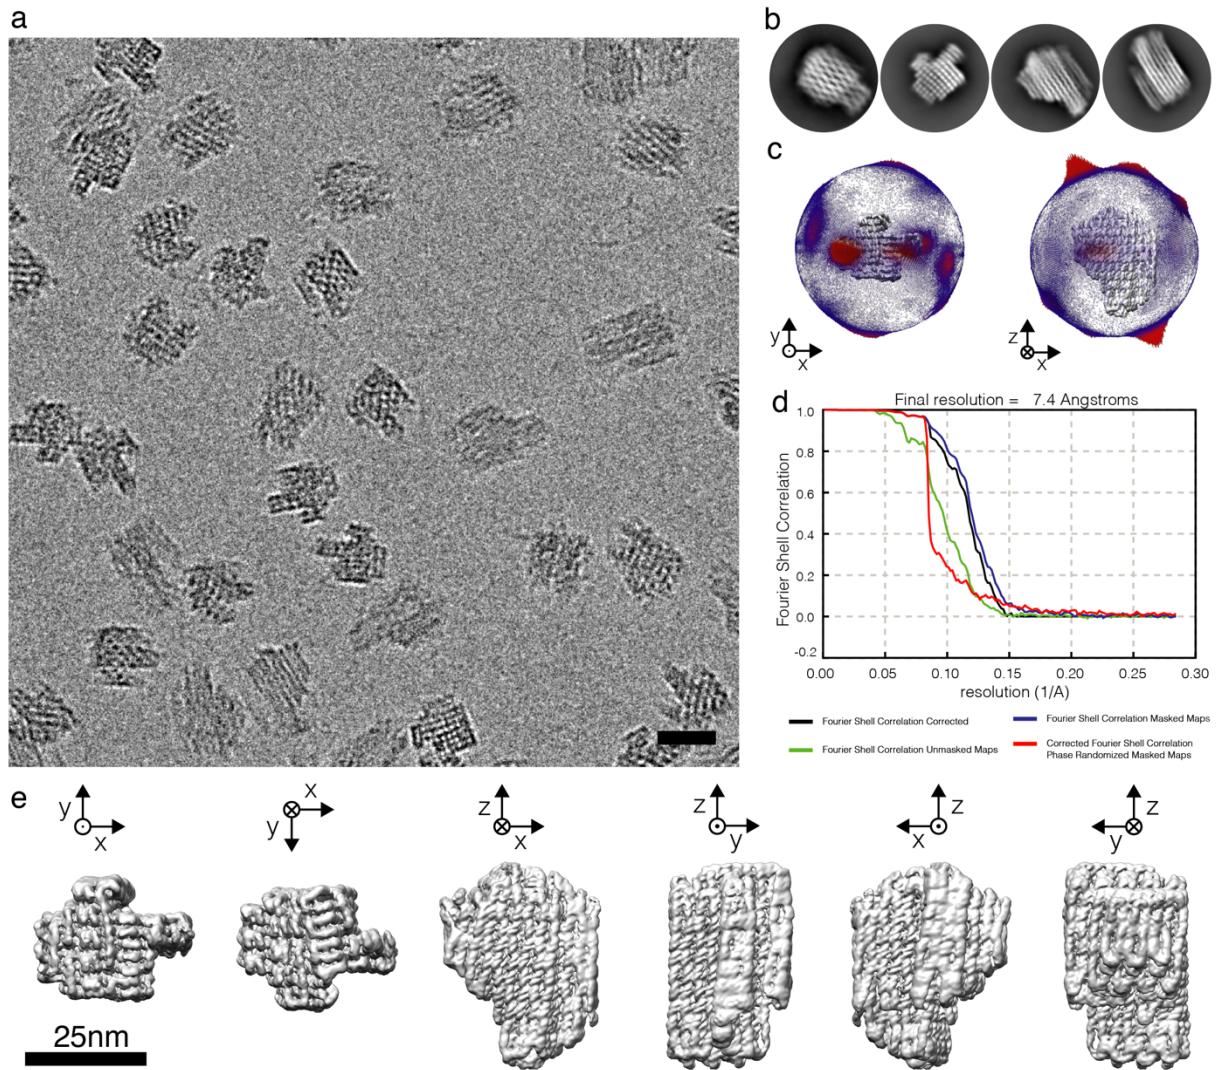 a
b
c
y
x
z
x
d
Final resolution = 7.4 Angstroms
Fourier Shell Correlation
1.0
0.8
0.6
0.4
0.2
0.0
-0.2
0.00 0.05 0.10 0.15 0.20 0.25 0.30
resolution (1/A)
Fourier Shell Correlation Corrected
Fourier Shell Correlation Masked Maps
Fourier Shell Correlation Unmasked Maps
Corrected Fourier Shell Correlation
Phase Randomized Masked Maps
e
y
x
x
y
z
x
z
y
z
x
z
y
25nm